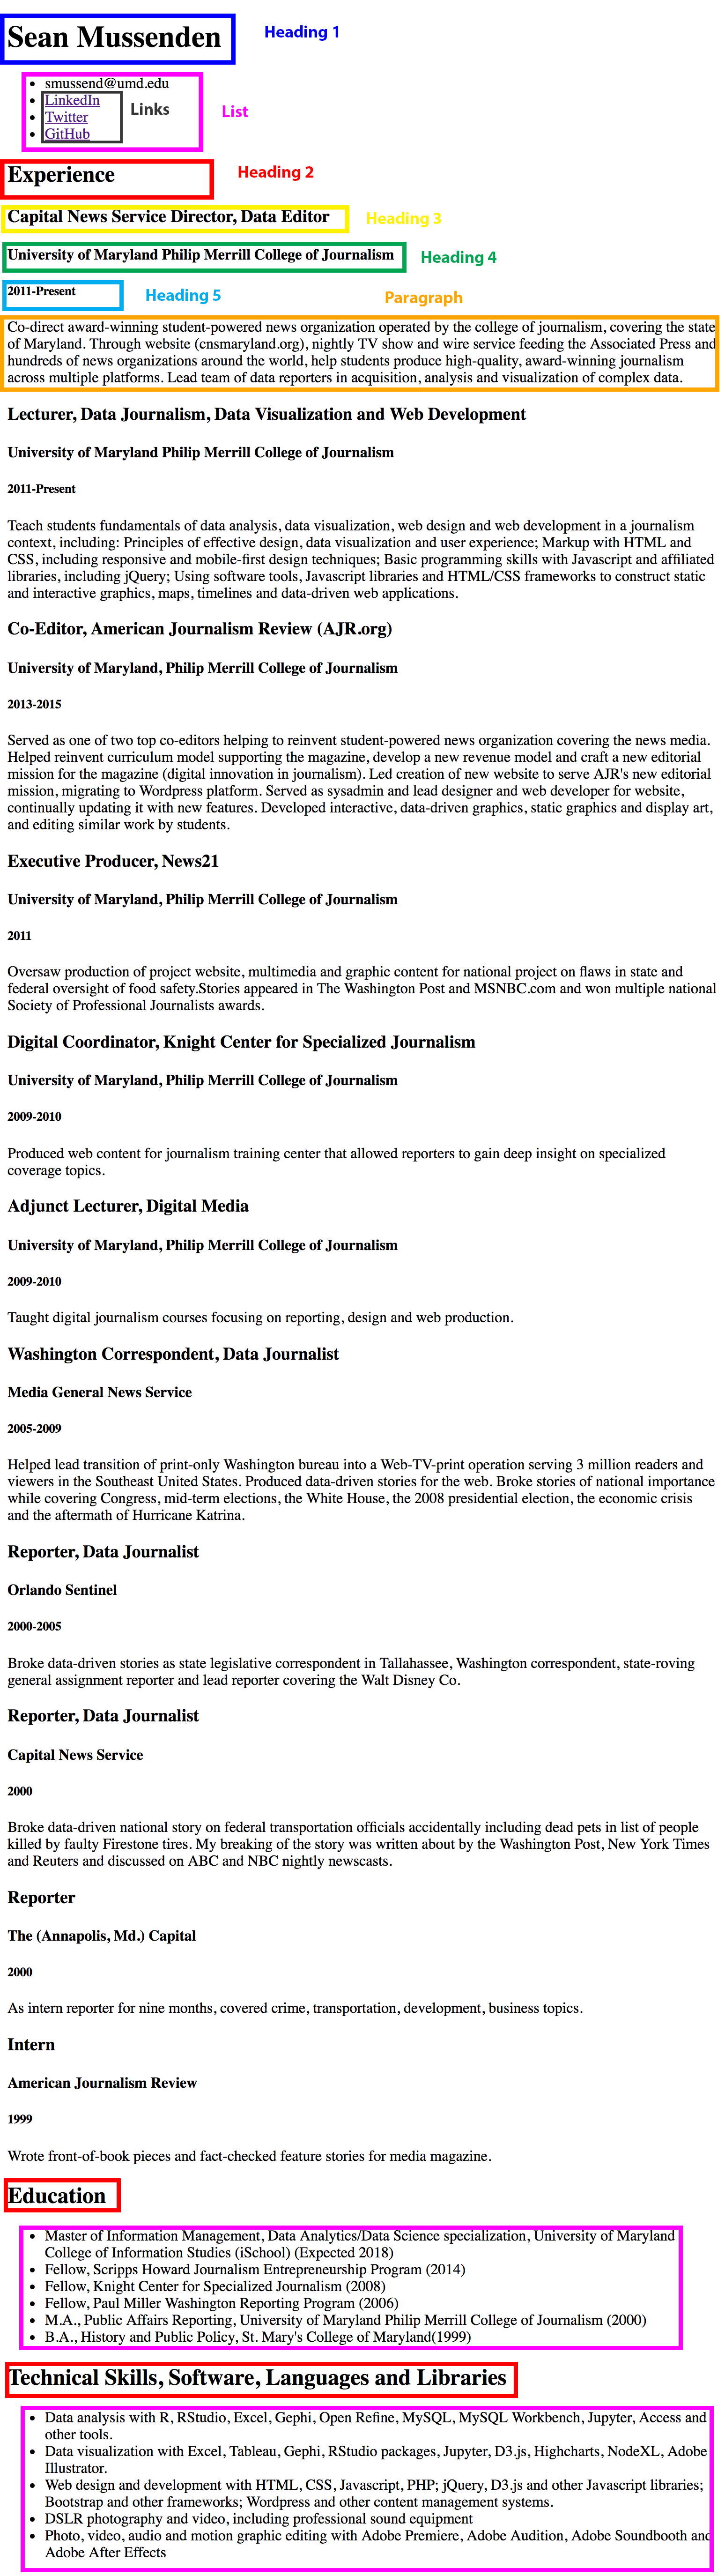 Sean Mussenden Heading 1
• smussend@umd.edu
• LinkedIn
• Twitter Links List
• GitHub
Experience Heading 2
Capital News Service Director, Data Editor Heading 3
University of Maryland Philip Merrill College of Journalism Heading 4
2011-Present Heading 5 Paragraph
Co-direct award-winning student-powered news organization operated by the college of journalism, covering the state
of Maryland. Through website (cnsmaryland.org), nightly TV show and wire service feeding the Associated Press and
hundreds of news organizations around the world, help students produce high-quality, award-winning journalism
across multiple platforms. Lead team of data reporters in acquisition, analysis and visualization of complex data.
Lecturer, Data Journalism, Data Visualization and Web Development
University of Maryland Philip Merrill College of Journalism
2011-Present
Teach students fundamentals of data analysis, data visualization, web design and web development in a journalism
context, including: Principles of effective design, data visualization and user experience; Markup with HTML and
CSS, including responsive and mobile-first design techniques; Basic programming skills with Javascript and affiliated
libraries, including jQuery; Using software tools, Javascript libraries and HTML/CSS frameworks to construct static
and interactive graphics, maps, timelines and data-driven web applications.
Co-Editor, American Journalism Review (AJR.org)
University of Maryland, Philip Merrill College of Journalism
2013-2015
Served as one of two top co-editors helping to reinvent student-powered news organization covering the news media.
Helped reinvent curriculum model supporting the magazine, develop a new revenue model and craft a new editorial
mission for the magazine (digital innovation in journalism). Led creation of new website to serve AJR's new editorial
mission, migrating to Wordpress platform. Served as sysadmin and lead designer and web developer for website,
continually updating it with new features. Developed interactive, data-driven graphics, static graphics and display art,
and editing similar work by students.
Executive Producer, News21
University of Maryland, Philip Merrill College of Journalism
2011
Oversaw production of project website, multimedia and graphic content for national project on flaws in state and
federal oversight of food safety.Stories appeared in The Washington Post and MSNBC.com and won multiple national
Society of Professional Journalists awards.
Digital Coordinator, Knight Center for Specialized Journalism
University of Maryland, Philip Merrill College of Journalism
2009-2010
Produced web content for journalism training center that allowed reporters to gain deep insight on specialized
coverage topics.
Adjunct Lecturer, Digital Media
University of Maryland, Philip Merrill College of Journalism
2009-2010
Taught digital journalism courses focusing on reporting, design and web production.
Washington Correspondent, Data Journalist
Media General News Service
2005-2009
Helped lead transition of print-only Washington bureau into a Web-TV-print operation serving 3 million readers and
viewers in the Southeast United States. Produced data-driven stories for the web. Broke stories of national importance
while covering Congress, mid-term elections, the White House, the 2008 presidential election, the economic crisis
and the aftermath of Hurricane Katrina.
Reporter, Data Journalist
Orlando Sentinel
2000-2005
Broke data-driven stories as state legislative correspondent in Tallahassee, Washington correspondent, state-roving
general assignment reporter and lead reporter covering the Walt Disney Co.
Reporter, Data Journalist
Capital News Service
2000
Broke data-driven national story on federal transportation officials accidentally including dead pets in list of people
killed by faulty Firestone tires. My breaking of the story was written about by the Washington Post, New York Times
and Reuters and discussed on ABC and NBC nightly newscasts.
Reporter
The (Annapolis, Md.) Capital
2000
As intern reporter for nine months, covered crime, transportation, development, business topics.
Intern
American Journalism Review
1999
Wrote front-of-book pieces and fact-checked feature stories for media magazine.
Education
• Master of Information Management, Data Analytics/Data Science specialization, University of Maryland
College of Information Studies (iSchool) (Expected 2018)
• Fellow, Scripps Howard Journalism Entrepreneurship Program (2014)
• Fellow, Knight Center for Specialized Journalism (2008)
• Fellow, Paul Miller Washington Reporting Program (2006)
• M.A., Public Affairs Reporting, University of Maryland Philip Merrill College of Journalism (2000)
• B.A., History and Public Policy, St. Mary's College of Maryland(1999)
Technical Skills, Software, Languages and Libraries
• Data analysis with R, RStudio, Excel, Gephi, Open Refine, MySQL, MySQL Workbench, Jupyter, Access and
other tools.
• Data visualization with Excel, Tableau, Gephi, RStudio packages, Jupyter, D3.js, Highcharts, NodeXL, Adobe
Illustrator.
• Web design and development with HTML, CSS, Javascript, PHP; jQuery, D3.js and other Javascript libraries;
Bootstrap and other frameworks; Wordpress and other content management systems.
• DSLR photography and video, including professional sound equipment
• Photo, video, audio and motion graphic editing with Adobe Premiere, Adobe Audition, Adobe Soundbooth and
Adobe After Effects